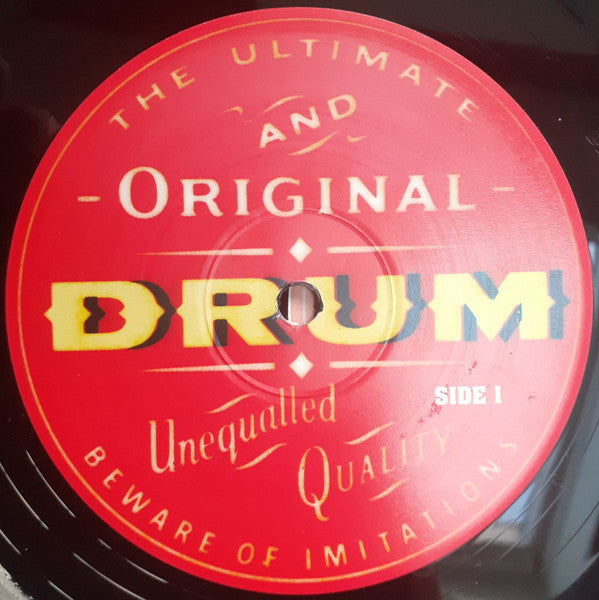 THE ULTIMATE
AND
- ORIGINAL -
DRUM
SIDE 1
Unequalled
QUALITY
BEWARE OF IMITATIONS